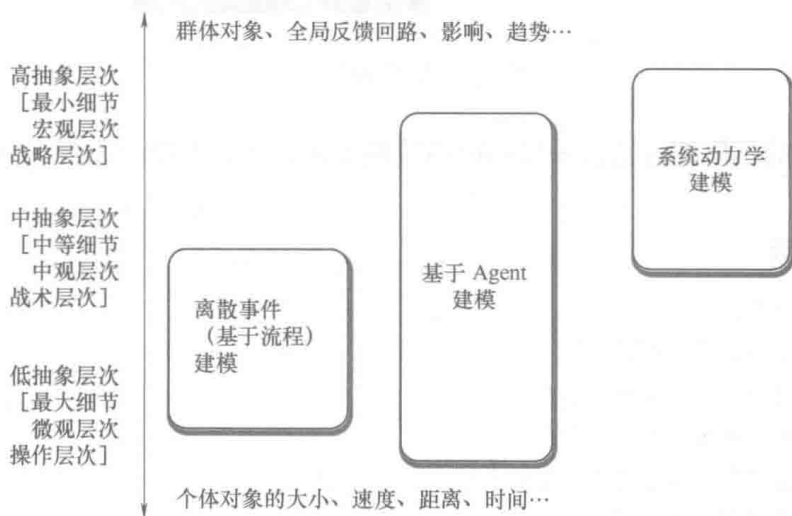 群体对象、全局反馈回路、影响、趋势…
高抽象层次
［最小细节
宏观层次
战略层次］
中抽象层次
［中等细节
中观层次
战术层次］
低抽象层次
［最大细节
微观层次
操作层次］
离散事件
（基于流程）
建模
基于 Agent
建模
系统动力学
建模
个体对象的大小、速度、距离、时间…